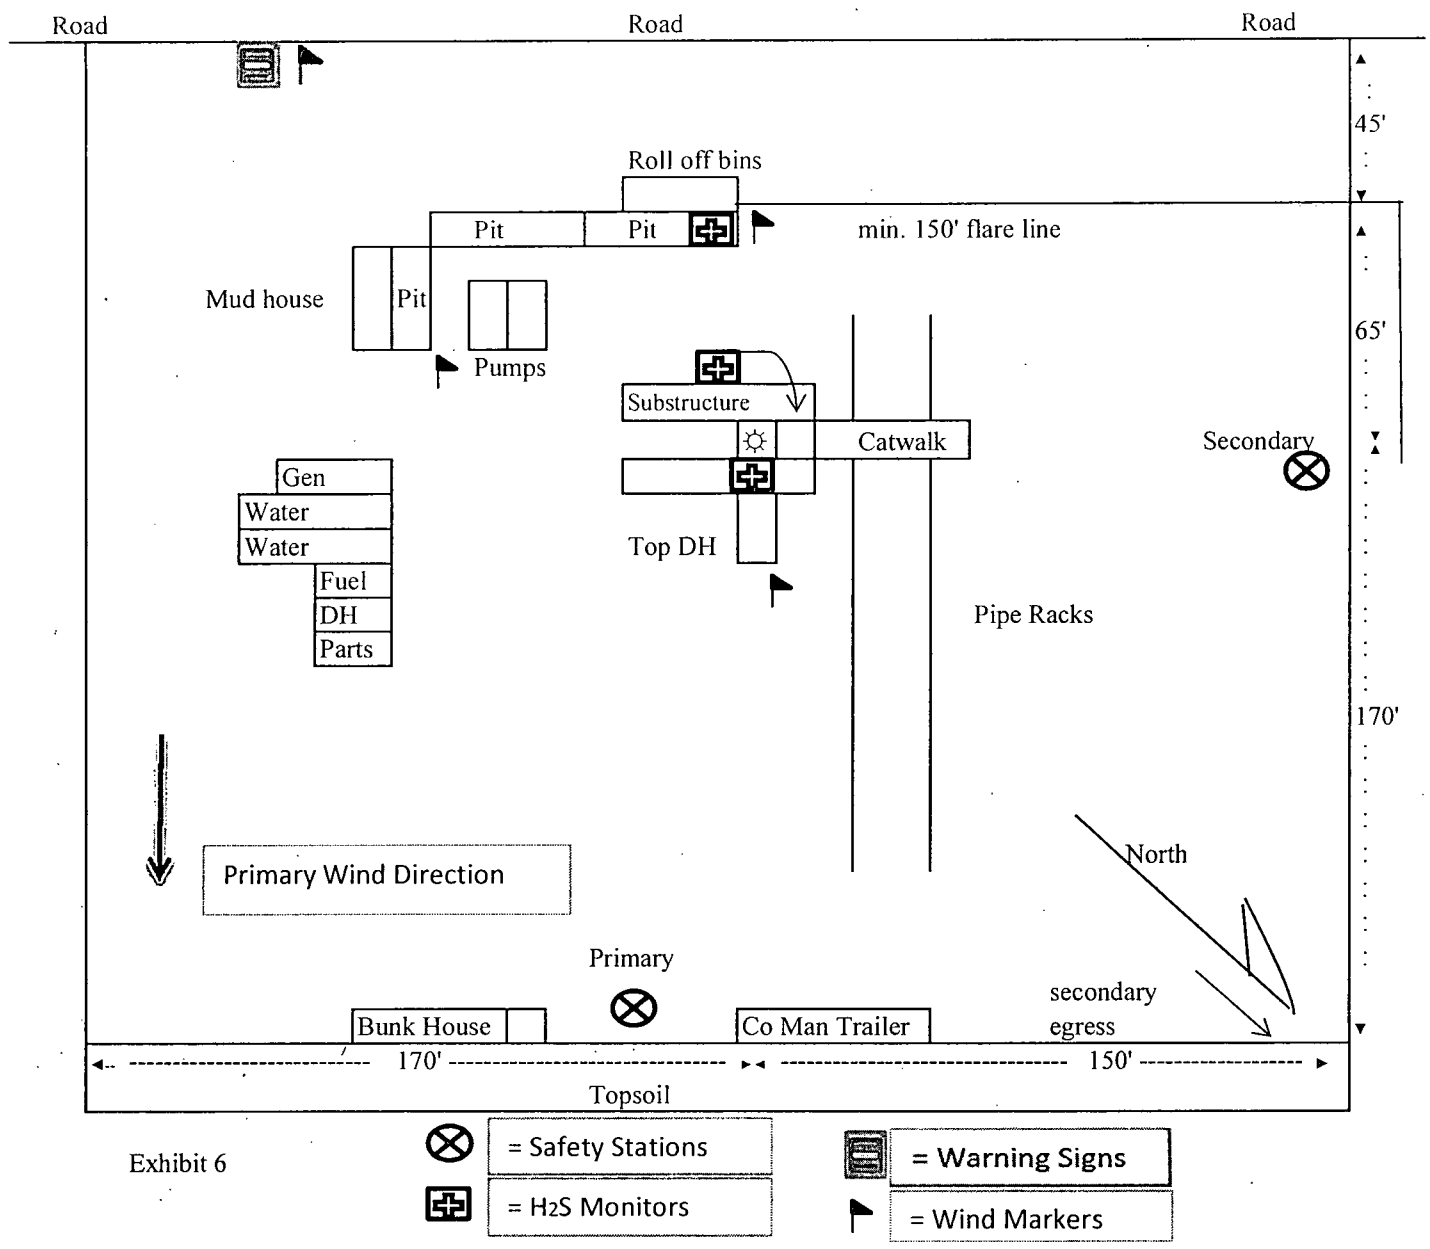 Road Road Road
45'
Roll off bins
Pit Pit min. 150' flare line
Mud house Pit
65'
Pumps
Substructure
Catwalk Secondary
Gen
Water
Water Top DH
Fuel
DH Pipe Racks
Parts
170'
North
Primary Wind Direction
Primary
secondary
egress
Bunk House Co Man Trailer
170' 150'
Topsoil
= Safety Stations = Warning Signs
Exhibit 6
= H2S Monitors = Wind Markers